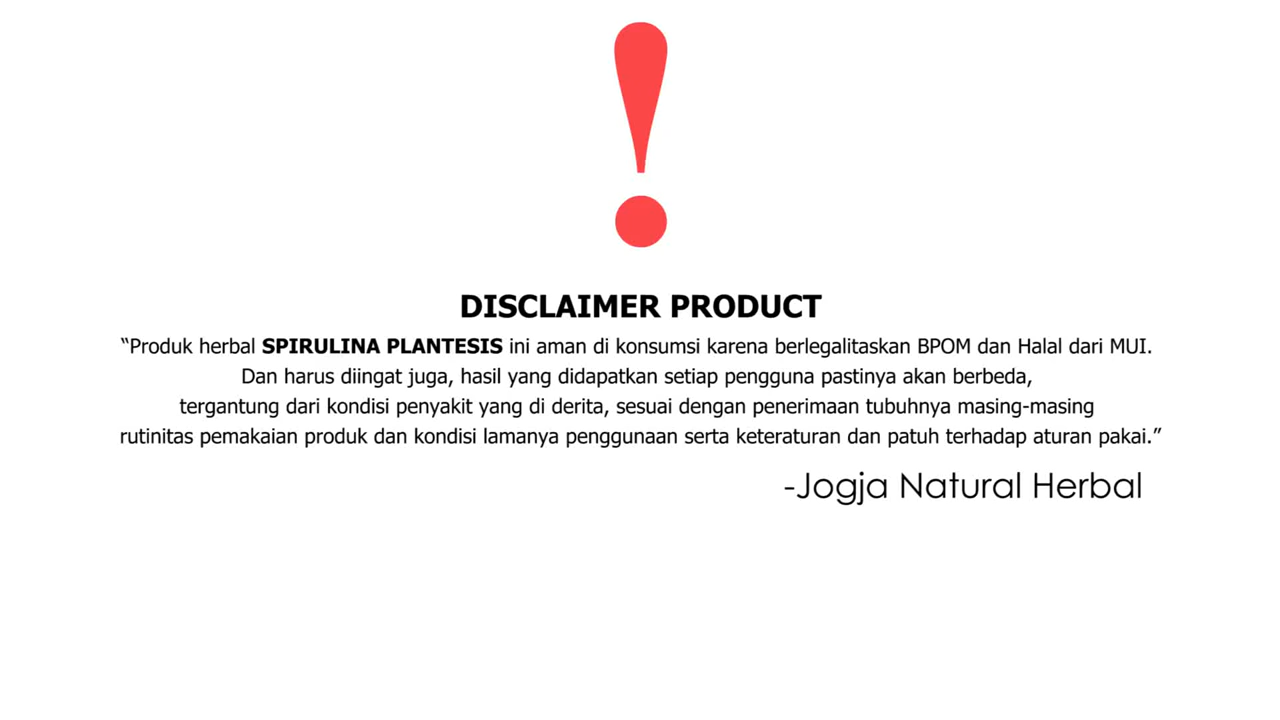 !
DISCLAIMER PRODUCT
“Produk herbal SPIRULINA PLANTESIS ini aman di konsumsi karena berlegalitaskan BPOM dan Halal dari MUI.
Dan harus diingat juga, hasil yang didapatkan setiap pengguna pastinya akan berbeda,
tergantung dari kondisi penyakit yang di derita, sesuai dengan penerimaan tubuhnya masing-masing
rutinitas pemakaian produk dan kondisi lamanya penggunaan serta keteraturan dan patuh terhadap aturan pakai.”
-Jogja Natural Herbal